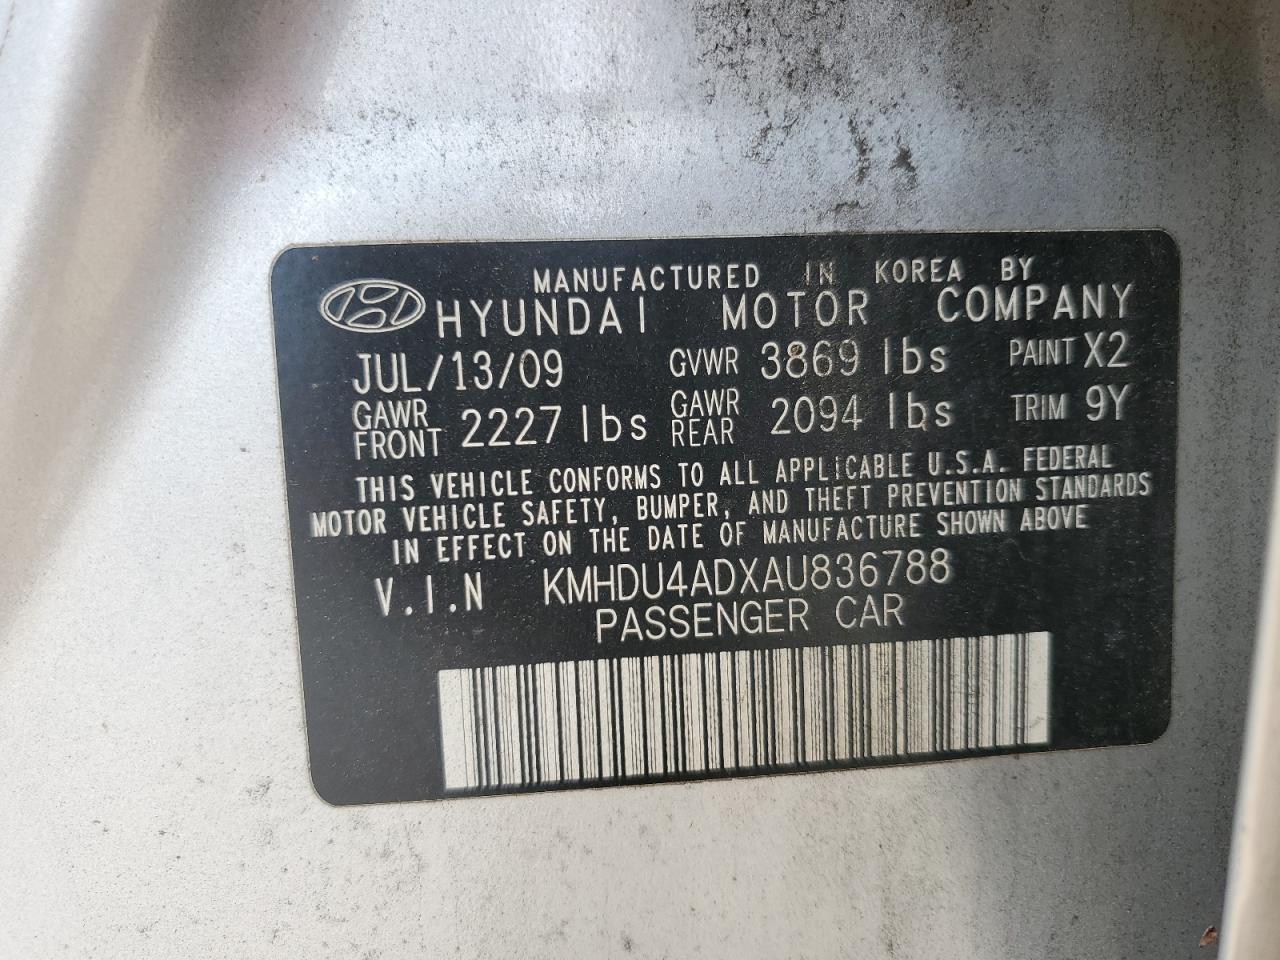 MANUFACTURED IN KOREA BY
HYUNDAI MOTOR COMPANY
JUL/13/09 GVWR 3869 lbs PAINT X2
GAWR FRONT 2227 lbs GAWR REAR 2094 lbs TRIM 9Y
THIS VEHICLE CONFORMS TO ALL APPLICABLE U.S.A. FEDERAL
MOTOR VEHICLE SAFETY, BUMPER, AND THEFT PREVENTION STANDARDS
IN EFFECT ON THE DATE OF MANUFACTURE SHOWN ABOVE
V.I.N KMHDU4ADXAU836788
PASSENGER CAR